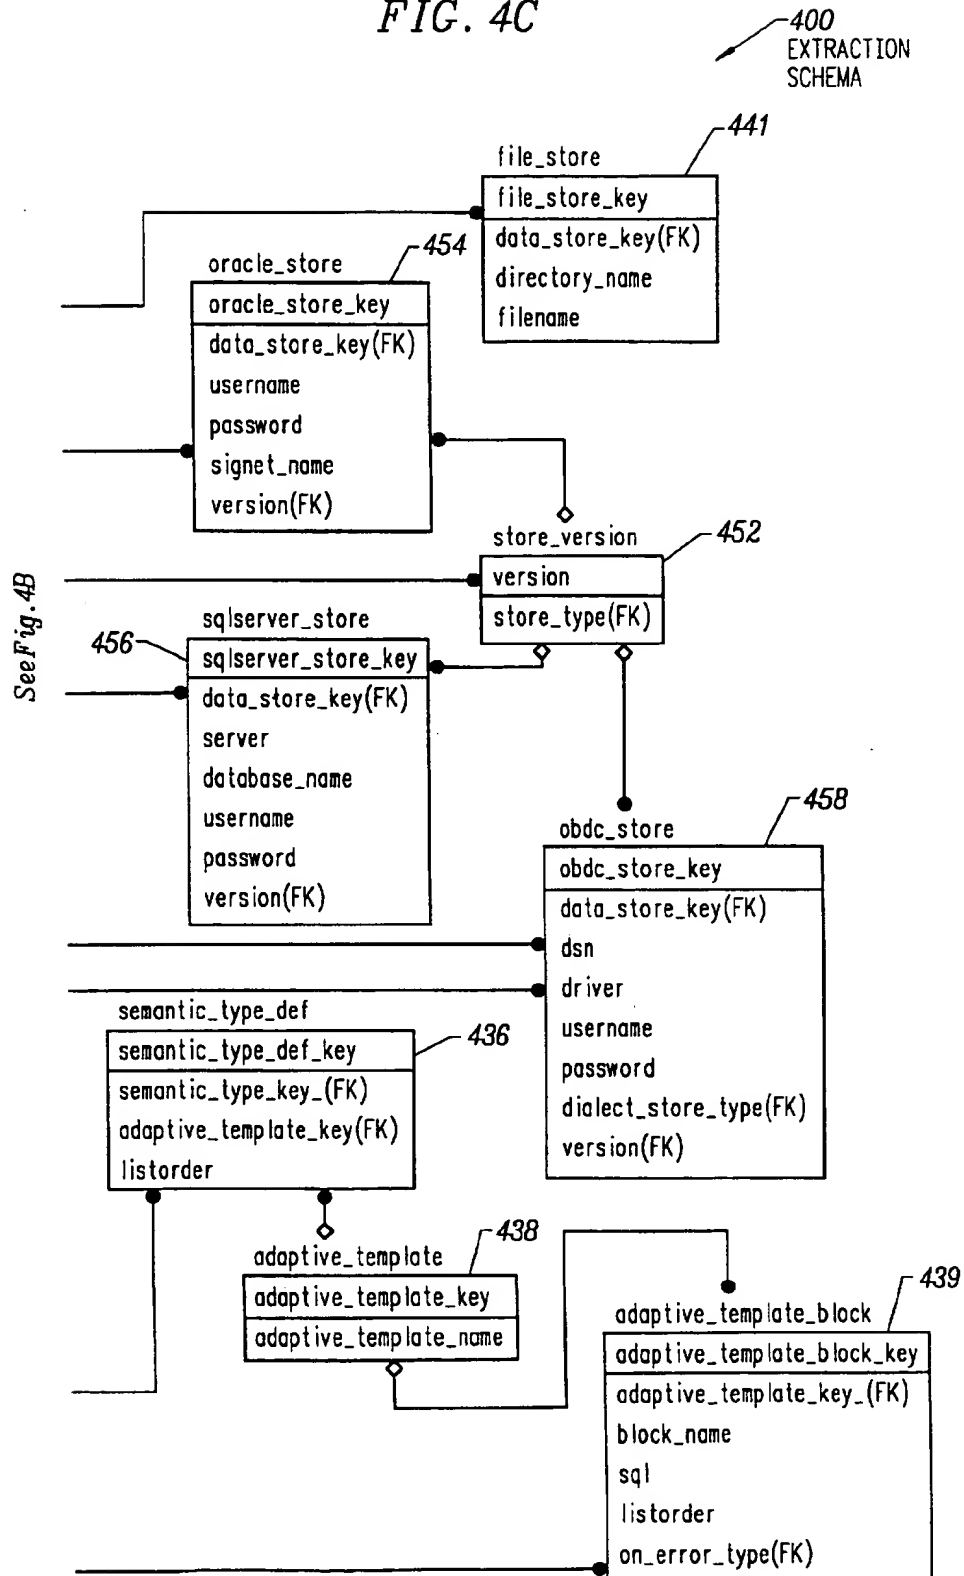 FIG. 4C
400
EXTRACTION
SCHEMA
441
file_store
file_store_key
data_store_key(FK)
directory_name
filename
454
oracle_store
oracle_store_key
data_store_key(FK)
username
password
signet_name
version(FK)
452
store_version
version
store_type(FK)
See Fig. 4B
456
sqlserver_store
sqlserver_store_key
data_store_key(FK)
server
database_name
username
password
version(FK)
458
obdc_store
obdc_store_key
data_store_key(FK)
dsn
driver
username
password
dialect_store_type(FK)
version(FK)
436
semantic_type_def
semantic_type_def_key
semantic_type_key_(FK)
adaptive_template_key(FK)
listorder
438
adaptive_template
adaptive_template_key
adaptive_template_name
439
adaptive_template_block
adaptive_template_block_key
adaptive_template_key_(FK)
block_name
sql
listorder
on_error_type(FK)